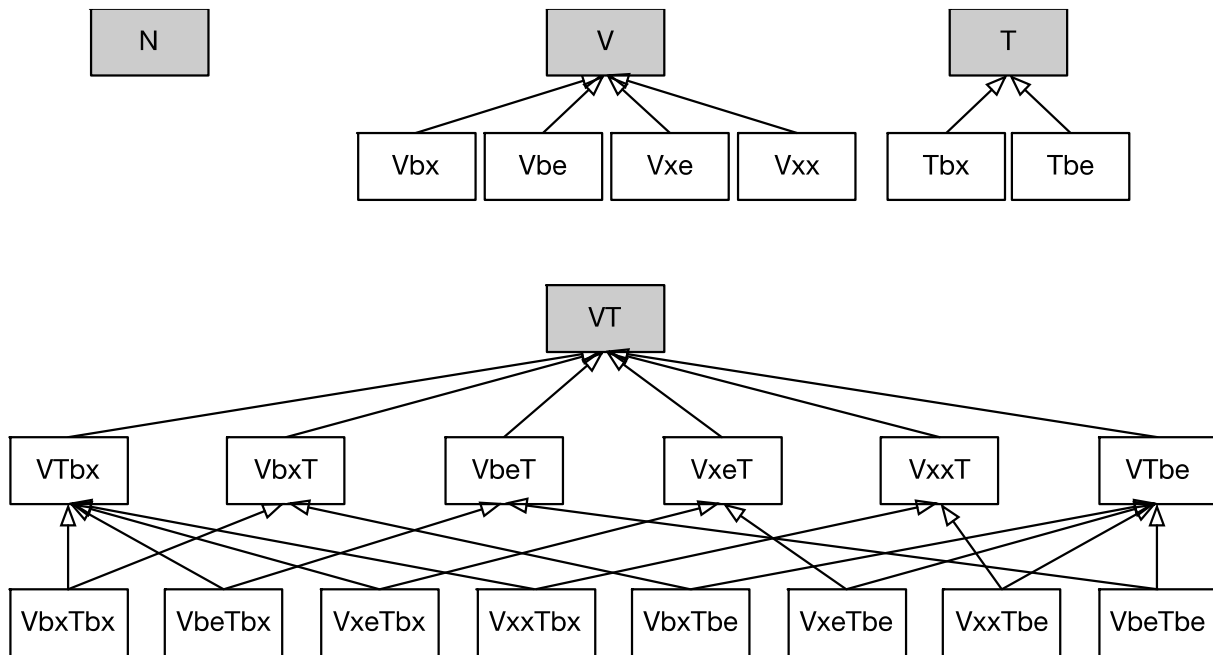 N V T
Vbx Vbe Vxe Vxx Tbx Tbe
VT
VTbx VbxT VbeT VxeT VxxT VTbe
VbxTbx VbeTbx VxeTbx VxxTbx VbxTbe VxeTbe VxxTbe VbeTbe